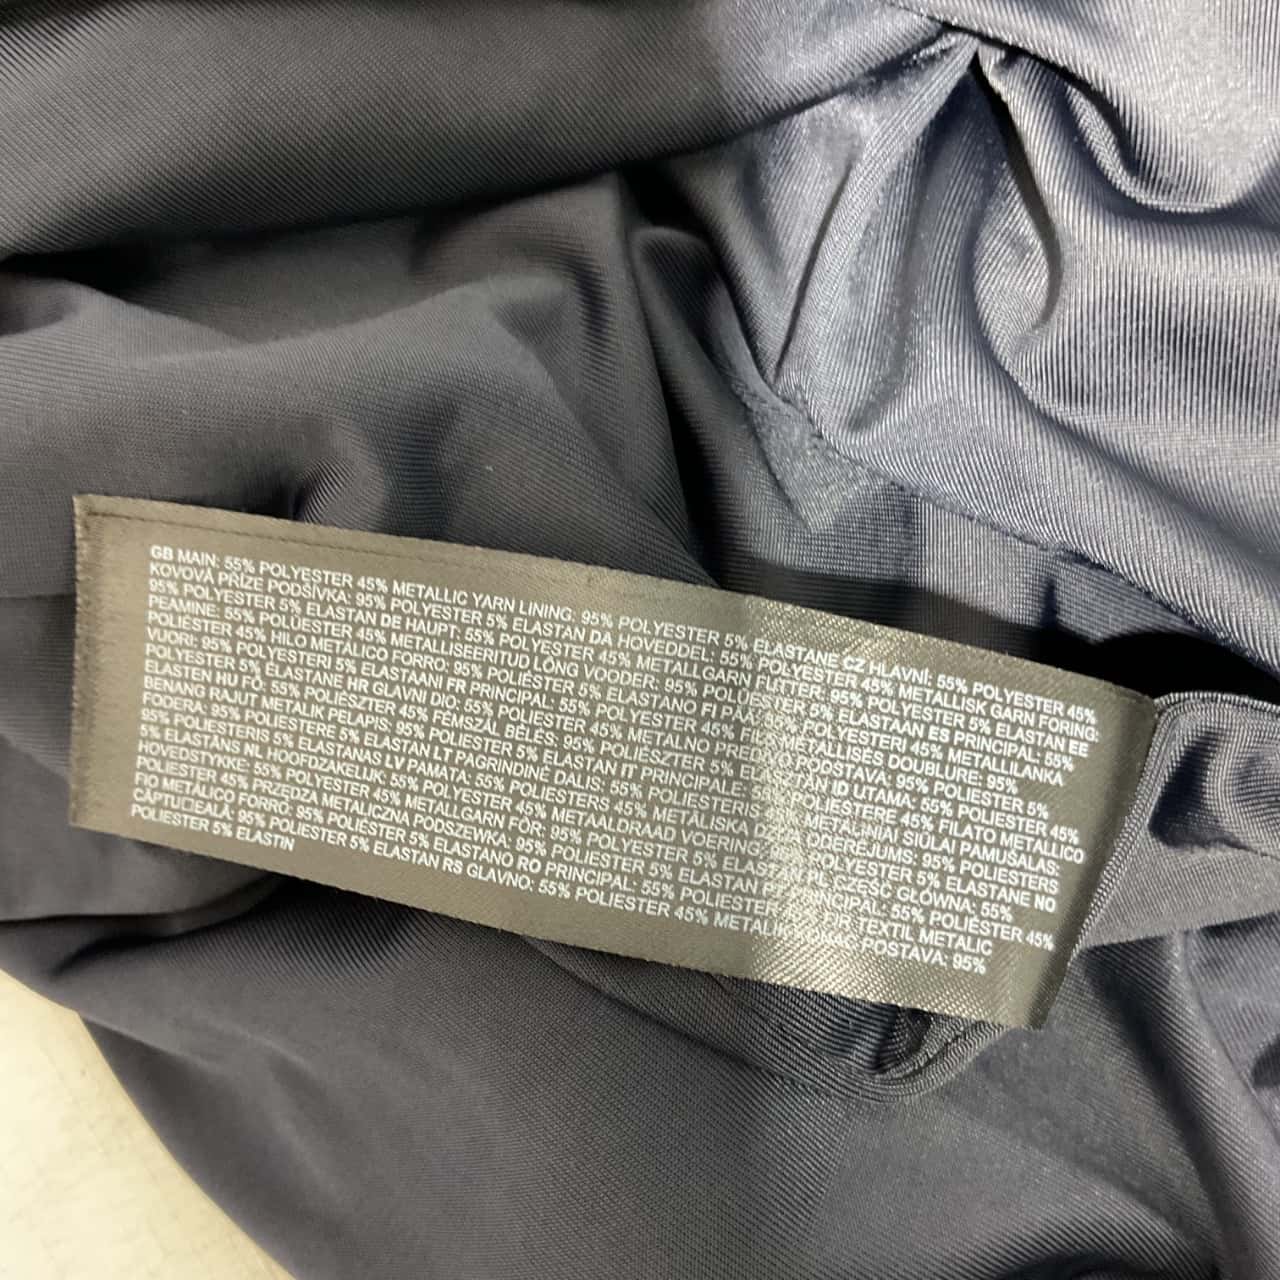 GB MAIN: 55% POLYESTER 45% METALLIC YARN LINING: 95% POLYESTER 5% ELASTANE CZ HLAVNÍ: 55% POLYESTER 45%
KOVOVÁ PŘÍZE PODŠÍVKA: 95% POLYESTER 5% ELASTAN DA HOVEDDEL: 55% POLYESTER 45% METALLISK GARN FORING:
95% POLYESTER 5% ELASTAN DE HAUPT: 55% POLYESTER 45% METALLGARN FUTTER: 95% POLYESTER 5% ELASTAN EE
PEAMINE: 55% POLÜESTER 45% METALLISEERITUD LÕNG VOODER: 95% POLÜESTER 5% ELASTAAN ES PRINCIPAL: 55%
POLIÉSTER 45% HILO METÁLICO FORRO: 95% POLIÉSTER 5% ELASTANO FI PÄÄ: 55% POLYESTERI 45% METALLILANKA
VUORI: 95% POLYESTERI 5% ELASTAANI FR PRINCIPAL: 55% POLYESTER 45% FILS MÉTALLISÉS DOUBLURE: 95%
POLYESTER 5% ÉLASTANE HR GLAVNI DIO: 55% POLIESTER 45% METALNO PREDIVO PODSTAVA: 95% POLIESTER 5%
ELASTEN HU FŐ: 55% POLIÉSZTER 45% FÉMSZÁL BÉLÉS: 95% POLIÉSZTER 5% ID UTAMA: 55% POLIESTER 45%
BENANG RAJUT METALIK PELAPIS: 95% POLIESTER 5% ELASTAN IT PRINCIPALE: 55% POLIESTERE 45% FILATO METALLICO
FODERA: 95% POLIESTERE 5% ELASTAN LT PAGRINDINĖ DALIS: 55% POLIESTERIS 45% METALINIAI SIŪLAI PAMUŠALAS:
95% POLIESTERIS 5% ELASTANAS LV PAMATA: 55% POLIESTERS 45% METĀLISKA DZIJA ODERĒJUMS: 95% POLIESTERS
5% ELASTĀNS NL HOOFDZAKELIJK: 55% POLYESTER 45% METAALDRAAD VOERING: 95% POLYESTER 5% ELASTANE NO
HOVEDSTYKKE: 55% POLYESTER 45% METALLGARN FÔR: 95% POLYESTER 5% ELASTAN PL CZĘŚĆ GŁÓWNA: 55%
POLIESTER 45% PRZĘDZA METALICZNA PODSZEWKA: 95% POLIESTER 5% ELASTAN PT PRINCIPAL: 55% POLIÉSTER 45%
FIO METÁLICO FORRO: 95% POLIÉSTER 5% ELASTANO RO PRINCIPAL: 55% POLIESTER 45% FIR TEXTIL METALIC
CĂPTU□EALĂ: 95% POLIESTER 5% ELASTAN RS GLAVNO: 55% POLIESTER 45% METALIK KONAC POSTAVA: 95%
POLIESTER 5% ELASTIN